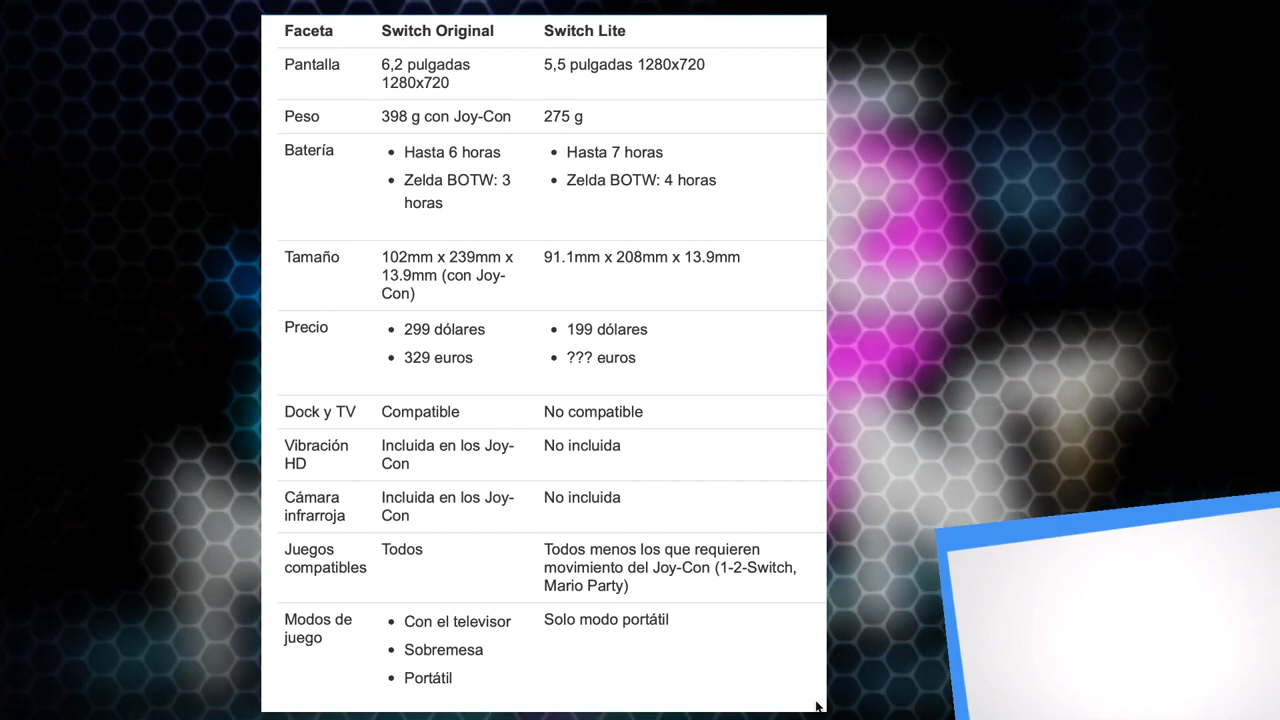 Faceta Switch Original Switch Lite
Pantalla 6,2 pulgadas 5,5 pulgadas 1280x720
1280x720
Peso 398 g con Joy-Con 275 g
Batería • Hasta 6 horas • Hasta 7 horas
• Zelda BOTW: 3 • Zelda BOTW: 4 horas
horas
Tamaño 102mm x 239mm x 91.1mm x 208mm x 13.9mm
13.9mm (con Joy-
Con)
Precio • 299 dólares • 199 dólares
• 329 euros • ??? euros
Dock y TV Compatible No compatible
Vibración Incluida en los Joy- No incluida
HD Con
Cámara Incluida en los Joy- No incluida
infrarroja Con
Juegos Todos Todos menos los que requieren
compatibles movimiento del Joy-Con (1-2-Switch,
Mario Party)
Modos de • Con el televisor Solo modo portátil
juego • Sobremesa
• Portátil